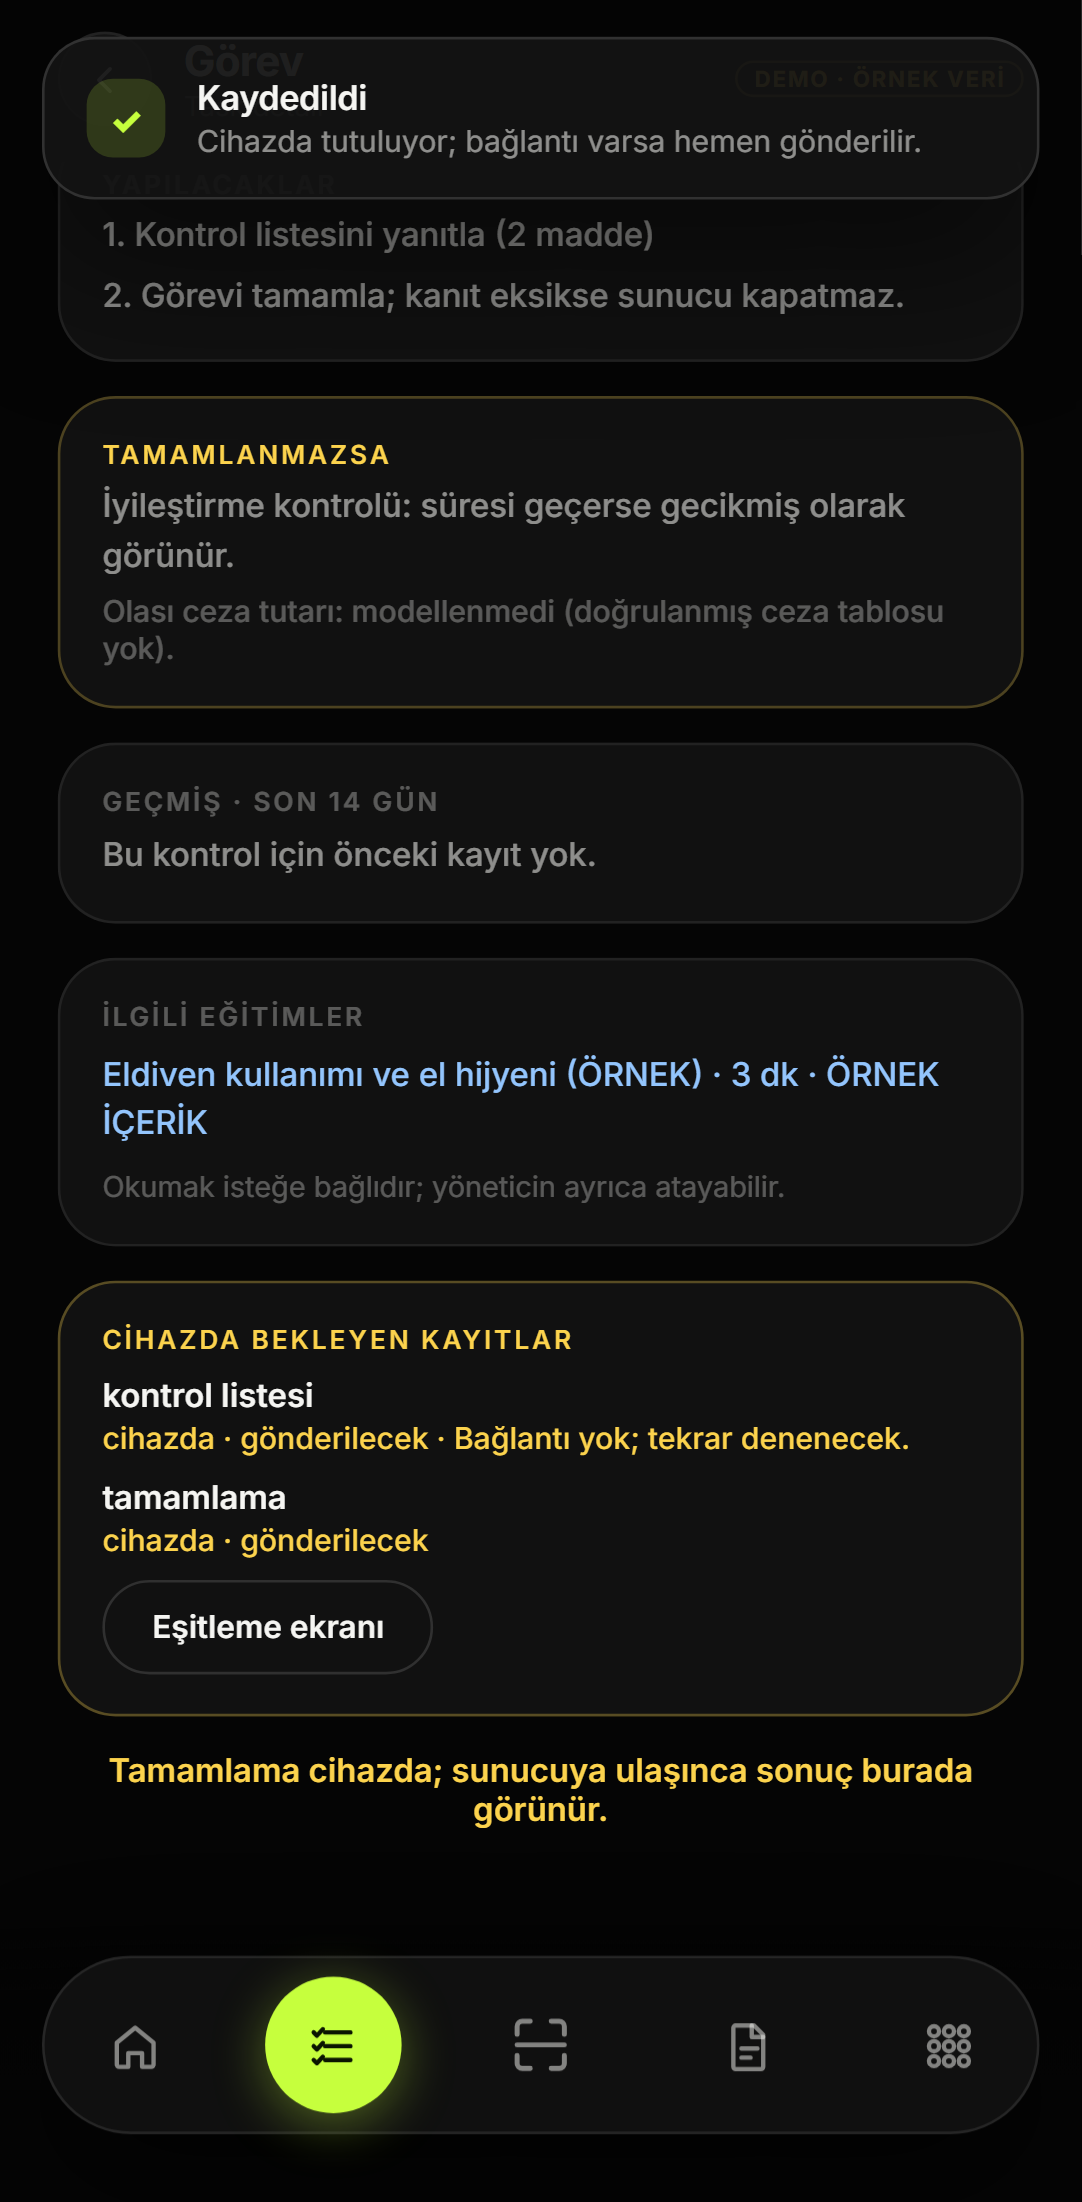 Görev
DEMO · ÖRNEK VERİ
Kaydedildi
Cihazda tutuluyor; bağlantı varsa hemen gönderilir.
YAPILACAKLAR
1. Kontrol listesini yanıtla (2 madde)
2. Görevi tamamla; kanıt eksikse sunucu kapatmaz.
TAMAMLANMAZSA
İyileştirme kontrolü: süresi geçerse gecikmiş olarak
görünür.
Olası ceza tutarı: modellenmedi (doğrulanmış ceza tablosu
yok).
GEÇMİŞ · SON 14 GÜN
Bu kontrol için önceki kayıt yok.
İLGİLİ EĞİTİMLER
Eldiven kullanımı ve el hijyeni (ÖRNEK) · 3 dk · ÖRNEK
İÇERİK
Okumak isteğe bağlıdır; yöneticin ayrıca atayabilir.
CİHAZDA BEKLEYEN KAYITLAR
kontrol listesi
cihazda · gönderilecek · Bağlantı yok; tekrar denenecek.
tamamlama
cihazda · gönderilecek
Eşitleme ekranı
Tamamlama cihazda; sunucuya ulaşınca sonuç burada
görünür.